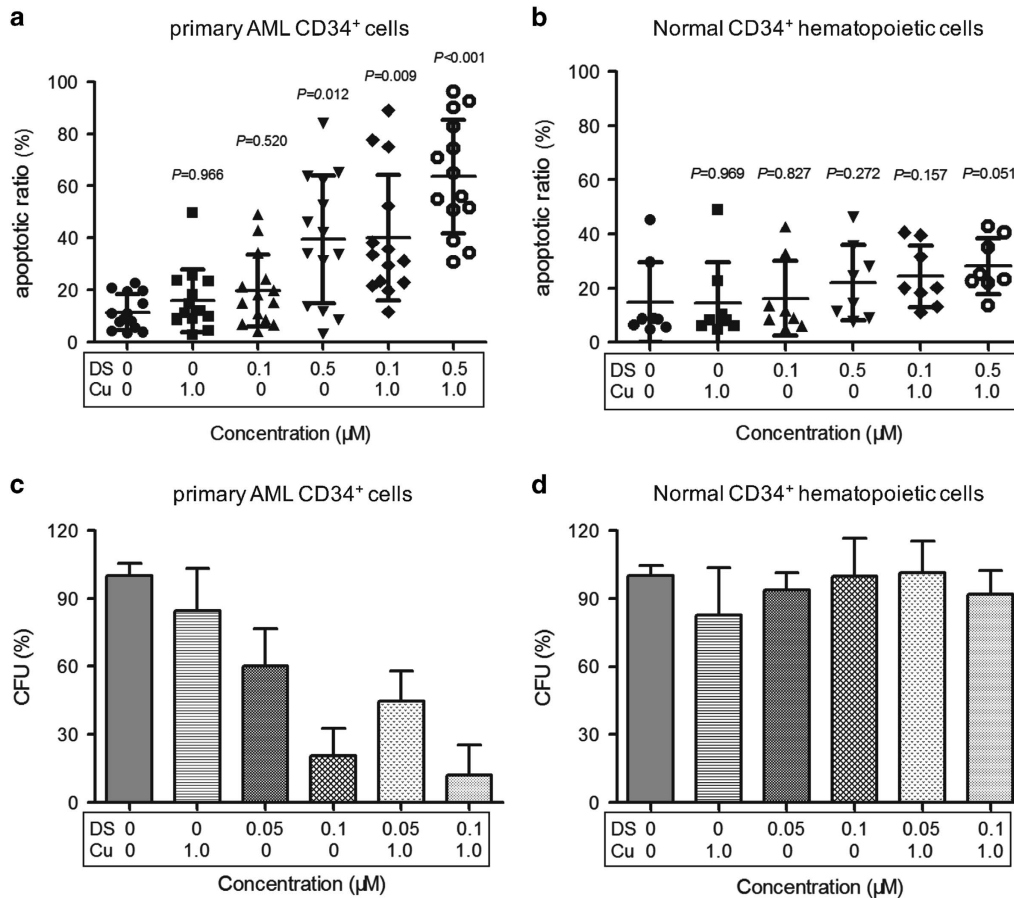 a
primary AML CD34⁺ cells
apoptotic ratio (%)
100
80
60
40
20
0
P=0.966
P=0.520
P=0.012
P=0.009
P<0.001
DS 0 0 0.1 0.5 0.1 0.5
Cu 0 1.0 0 0 1.0 1.0
Concentration (µM)
b
Normal CD34⁺ hematopoietic cells
apoptotic ratio (%)
100
80
60
40
20
0
P=0.969
P=0.827
P=0.272
P=0.157
P=0.051
DS 0 0 0.1 0.5 0.1 0.5
Cu 0 1.0 0 0 1.0 1.0
Concentration (µM)
c
primary AML CD34⁺ cells
CFU (%)
120
90
60
30
0
DS 0 0 0.05 0.1 0.05 0.1
Cu 0 1.0 0 0 1.0 1.0
Concentration (µM)
d
Normal CD34⁺ hematopoietic cells
CFU (%)
120
90
60
30
0
DS 0 0 0.05 0.1 0.05 0.1
Cu 0 1.0 0 0 1.0 1.0
Concentration (µM)